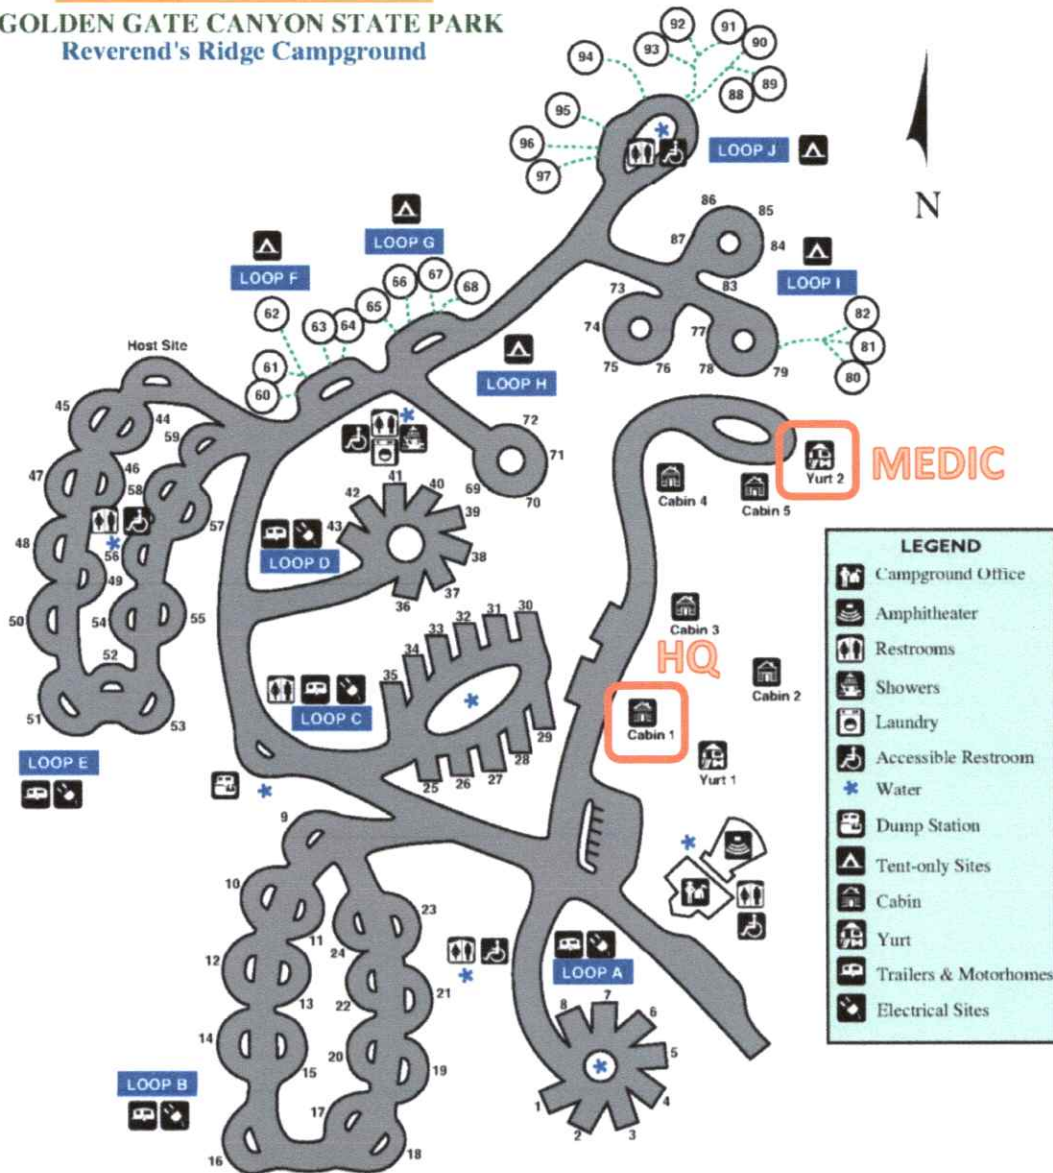 GOLDEN GATE CANYON STATE PARK
Reverend's Ridge Campground
92
91
93
90
94
89
88
95
96
97
LOOP J
N
86
85
87
84
LOOP G
LOOP I
LOOP F
67
66
68
83
73
65
82
62
63
64
74
77
81
Host Site
61
75
76
78
79
80
60
LOOP H
45
44
72
59
71
47
46
41
40
69
70
Cabin 4
Cabin 5
Yurt 2
MEDIC
58
42
39
57
43
48
56
LOOP D
38
49
37
36
50
54
55
33
32
31
30
Cabin 3
52
34
HQ
35
Cabin 2
51
53
LOOP C
29
Cabin 1
28
Yurt 1
LOOP E
25
26
27
9
10
23
11
24
12
21
LOOP A
13
22
7
8
6
14
20
5
15
19
LOOP B
17
1
4
2
3
16
18
LEGEND
Campground Office
Amphitheater
Restrooms
Showers
Laundry
Accessible Restroom
Water
Dump Station
Tent-only Sites
Cabin
Yurt
Trailers & Motorhomes
Electrical Sites